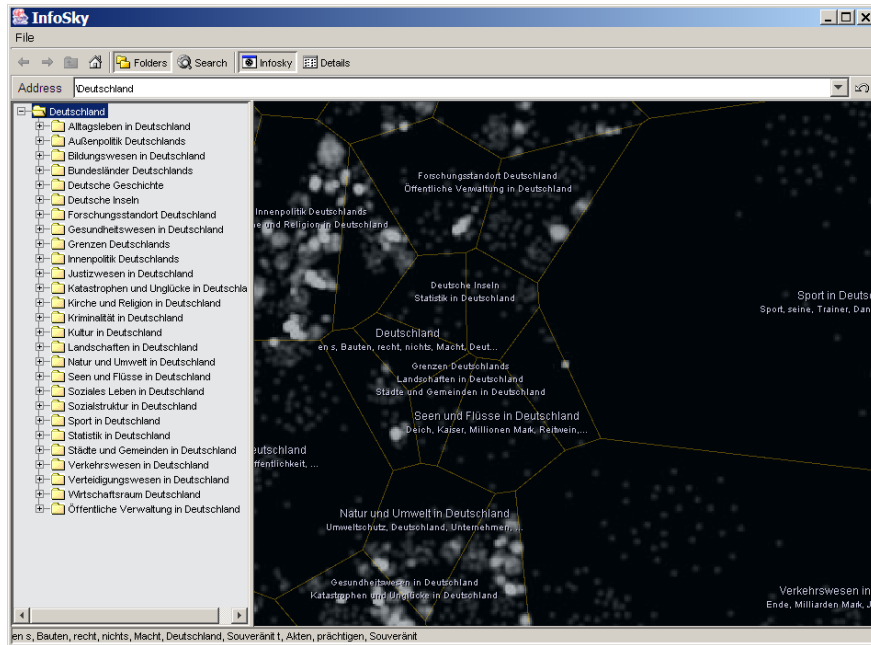 InfoSky
File
Folders Search Infosky Details
Address \Deutschland
Deutschland
Alltagsleben in Deutschland
Außenpolitik Deutschlands
Bildungswesen in Deutschland
Bundesländer Deutschlands
Deutsche Geschichte
Deutsche Inseln
Forschungsstandort Deutschland
Gesundheitswesen in Deutschland
Grenzen Deutschlands
Innenpolitik Deutschlands
Justizwesen in Deutschland
Katastrophen und Unglücke in Deutschla
Kirche und Religion in Deutschland
Kriminalität in Deutschland
Kultur in Deutschland
Landschaften in Deutschland
Natur und Umwelt in Deutschland
Seen und Flüsse in Deutschland
Soziales Leben in Deutschland
Sozialstruktur in Deutschland
Sport in Deutschland
Statistik in Deutschland
Städte und Gemeinden in Deutschland
Verkehrswesen in Deutschland
Verteidigungswesen in Deutschland
Wirtschaftsraum Deutschland
Öffentliche Verwaltung in Deutschland
Forschungsstandort Deutschland
Öffentliche Verwaltung in Deutschland
Innenpolitik Deutschlands
he und Religion in Deutschland
Deutsche Inseln
Statistik in Deutschland
Sport in Deutsc
Sport, seine, Trainer, Dan
Deutschland
en s, Bauten, recht, nichts, Macht, Deut...
Grenzen Deutschlands
Landschaften in Deutschland
Städte und Gemeinden in Deutschland
Seen und Flüsse in Deutschland
Deich, Kaiser, Millionen Mark, Reitwein,...
eutschland
ffentlichkeit, ...
Natur und Umwelt in Deutschland
Umweltschutz, Deutschland, Unternehmen, ...
Gesundheitswesen in Deutschland
Katastrophen und Unglücke in Deutschland
Verkehrswesen in
Ende, Milliarden Mark, J
en s, Bauten, recht, nichts, Macht, Deutschland, Souveränit t, Akten, prächtigen, Souveränit